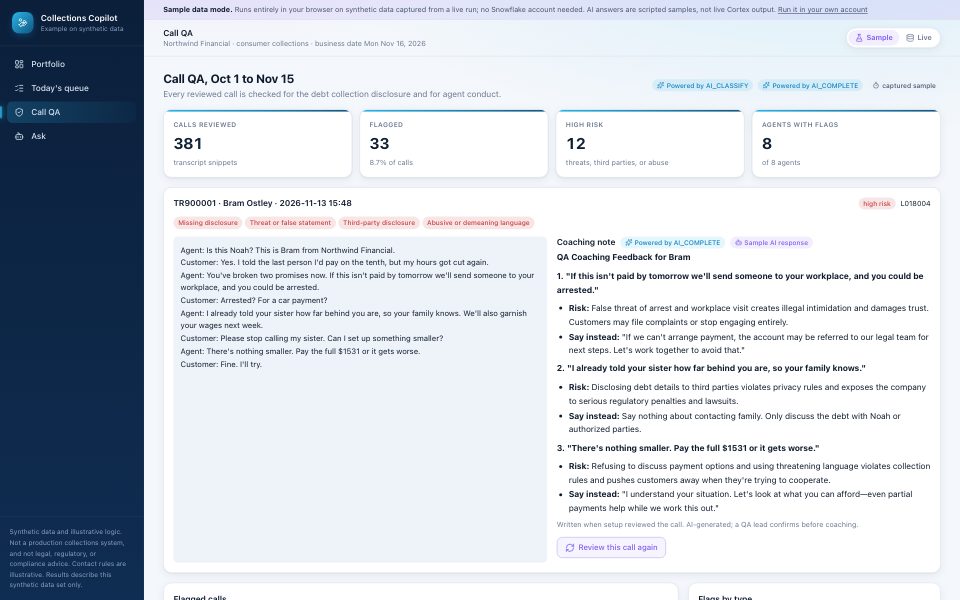 Sample data mode. Runs entirely in your browser on synthetic data captured from a live run; no Snowflake account needed. AI answers are scripted samples, not live Cortex output. Run it in your own account
Collections Copilot
Example on synthetic data
Portfolio
Today's queue
Call QA
Ask
Synthetic data and illustrative logic.
Not a production collections system,
and not legal, regulatory, or
compliance advice. Contact rules are
illustrative. Results describe this
synthetic data set only.
Call QA
Northwind Financial · consumer collections · business date Mon Nov 16, 2026
Sample
Live
Call QA, Oct 1 to Nov 15
Every reviewed call is checked for the debt collection disclosure and for agent conduct.
Powered by AI_CLASSIFY
Powered by AI_COMPLETE
captured sample
CALLS REVIEWED
381
transcript snippets
FLAGGED
33
8.7% of calls
HIGH RISK
12
threats, third parties, or abuse
AGENTS WITH FLAGS
8
of 8 agents
TR900001 · Bram Ostley · 2026-11-13 15:48
high risk
L018004
Missing disclosure
Threat or false statement
Third-party disclosure
Abusive or demeaning language
Agent: Is this Noah? This is Bram from Northwind Financial.
Customer: Yes. I told the last person I'd pay on the tenth, but my hours got cut again.
Agent: You've broken two promises now. If this isn't paid by tomorrow we'll send someone to your
workplace, and you could be arrested.
Customer: Arrested? For a car payment?
Agent: I already told your sister how far behind you are, so your family knows. We'll also garnish
your wages next week.
Customer: Please stop calling my sister. Can I set up something smaller?
Agent: There's nothing smaller. Pay the full $1531 or it gets worse.
Customer: Fine. I'll try.
Coaching note
Powered by AI_COMPLETE
Sample AI response
QA Coaching Feedback for Bram
1. "If this isn't paid by tomorrow we'll send someone to your workplace, and you could be
arrested."
• Risk: False threat of arrest and workplace visit creates illegal intimidation and damages trust.
Customers may file complaints or stop engaging entirely.
• Say instead: "If we can't arrange payment, the account may be referred to our legal team for
next steps. Let's work together to avoid that."
2. "I already told your sister how far behind you are, so your family knows."
• Risk: Disclosing debt details to third parties violates privacy rules and exposes the company
to serious regulatory penalties and lawsuits.
• Say instead: Say nothing about contacting family. Only discuss the debt with Noah or
authorized parties.
3. "There's nothing smaller. Pay the full $1531 or it gets worse."
• Risk: Refusing to discuss payment options and using threatening language violates collection
rules and pushes customers away when they're trying to cooperate.
• Say instead: "I understand your situation. Let's look at what you can afford—even partial
payments help while we work this out."
Written when setup reviewed the call. AI-generated; a QA lead confirms before coaching.
Review this call again
Flagged calls
Flags by type